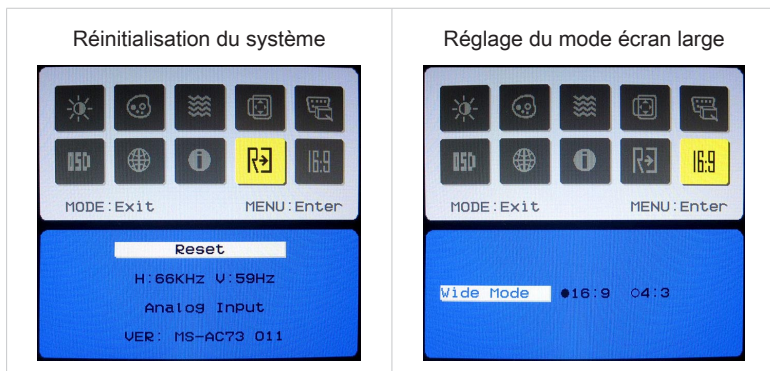 Réinitialisation du système
OSD
i
R
16:9
MODE:Exit MENU:Enter
Reset
H:66KHz V:59Hz
Analog Input
VER: MS-AC73 011
Réglage du mode écran large
OSD
i
R
16:9
MODE:Exit MENU:Enter
Wide Mode ●16:9 ○4:3